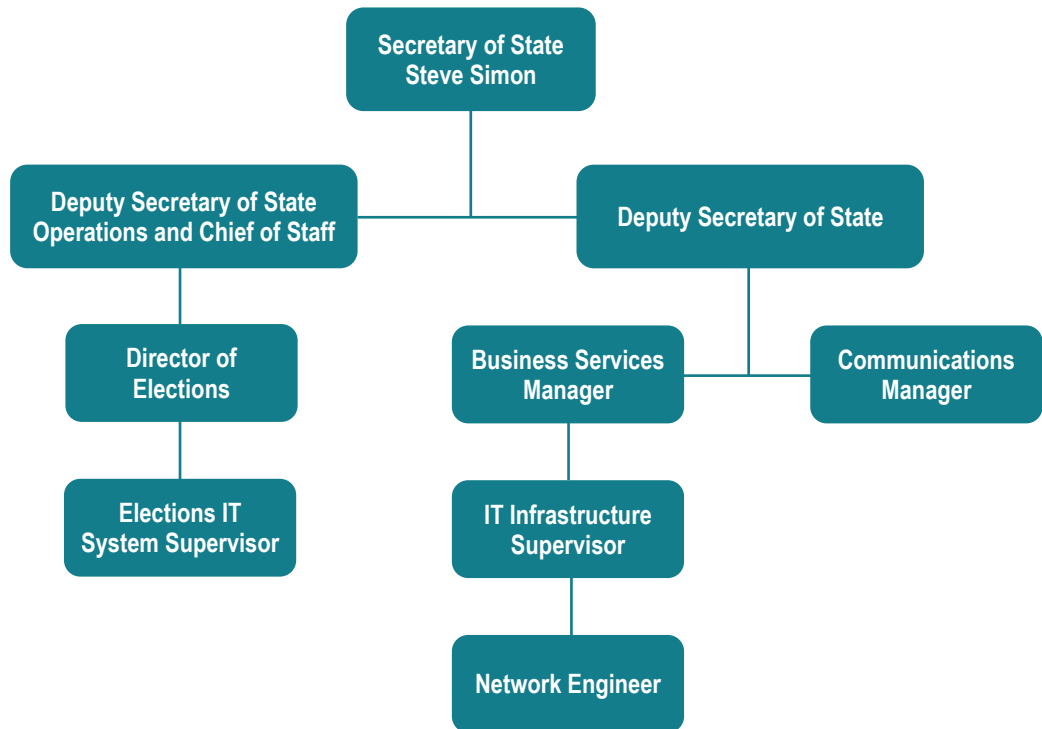 Secretary of State
Steve Simon
Deputy Secretary of State
Operations and Chief of Staff
Deputy Secretary of State
Director of
Elections
Business Services
Manager
Communications
Manager
Elections IT
System Supervisor
IT Infrastructure
Supervisor
Network Engineer